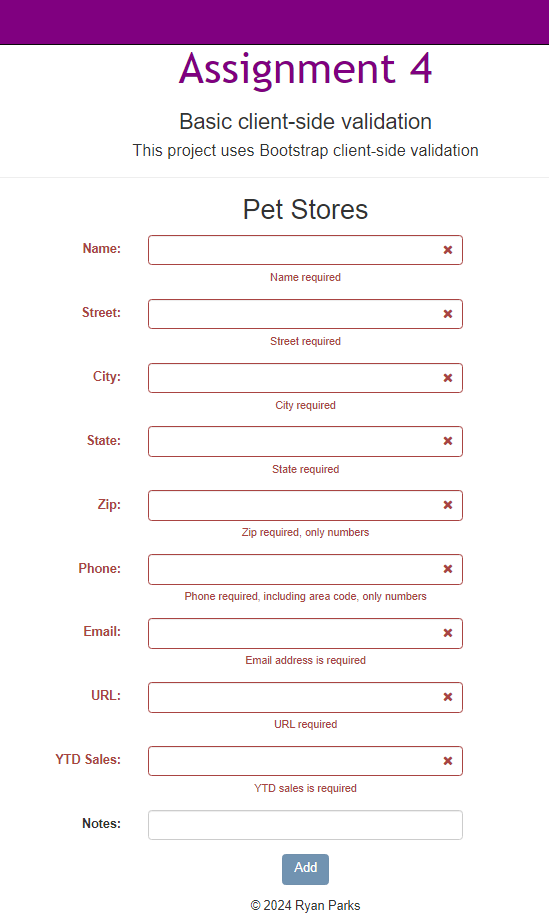 Assignment 4
Basic client-side validation
This project uses Bootstrap client-side validation
Pet Stores
Name:
Name required
Street:
Street required
City:
City required
State:
State required
Zip:
Zip required, only numbers
Phone:
Phone required, including area code, only numbers
Email:
Email address is required
URL:
URL required
YTD Sales:
YTD sales is required
Notes:
Add
© 2024 Ryan Parks